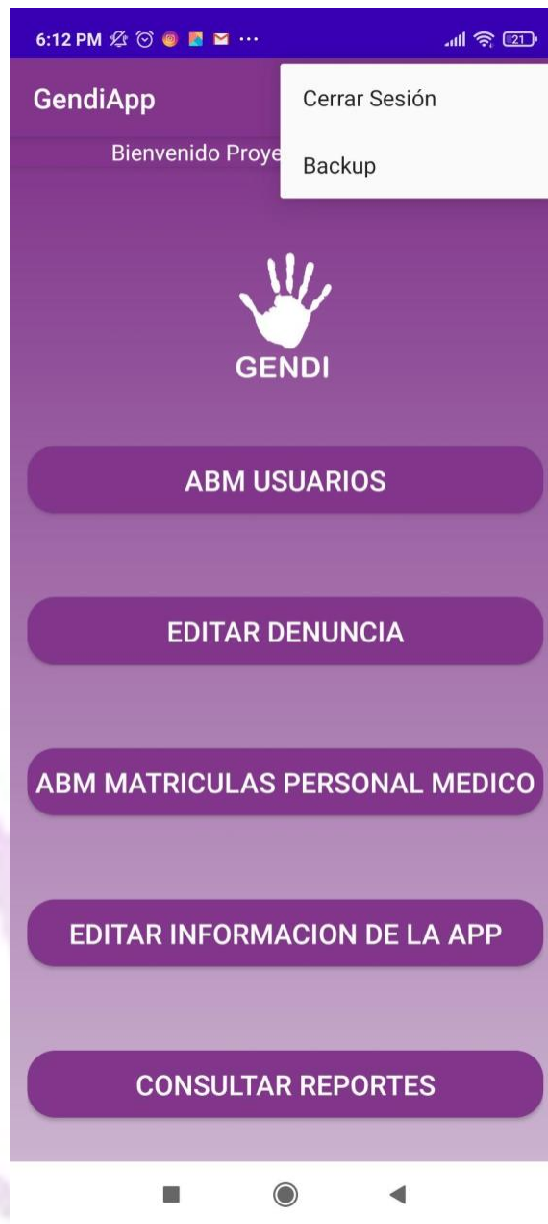 6:12 PM
21
GendiApp
Cerrar Sesión
Bienvenido Proye
Backup
GENDI
ABM USUARIOS
EDITAR DENUNCIA
ABM MATRICULAS PERSONAL MEDICO
EDITAR INFORMACION DE LA APP
CONSULTAR REPORTES